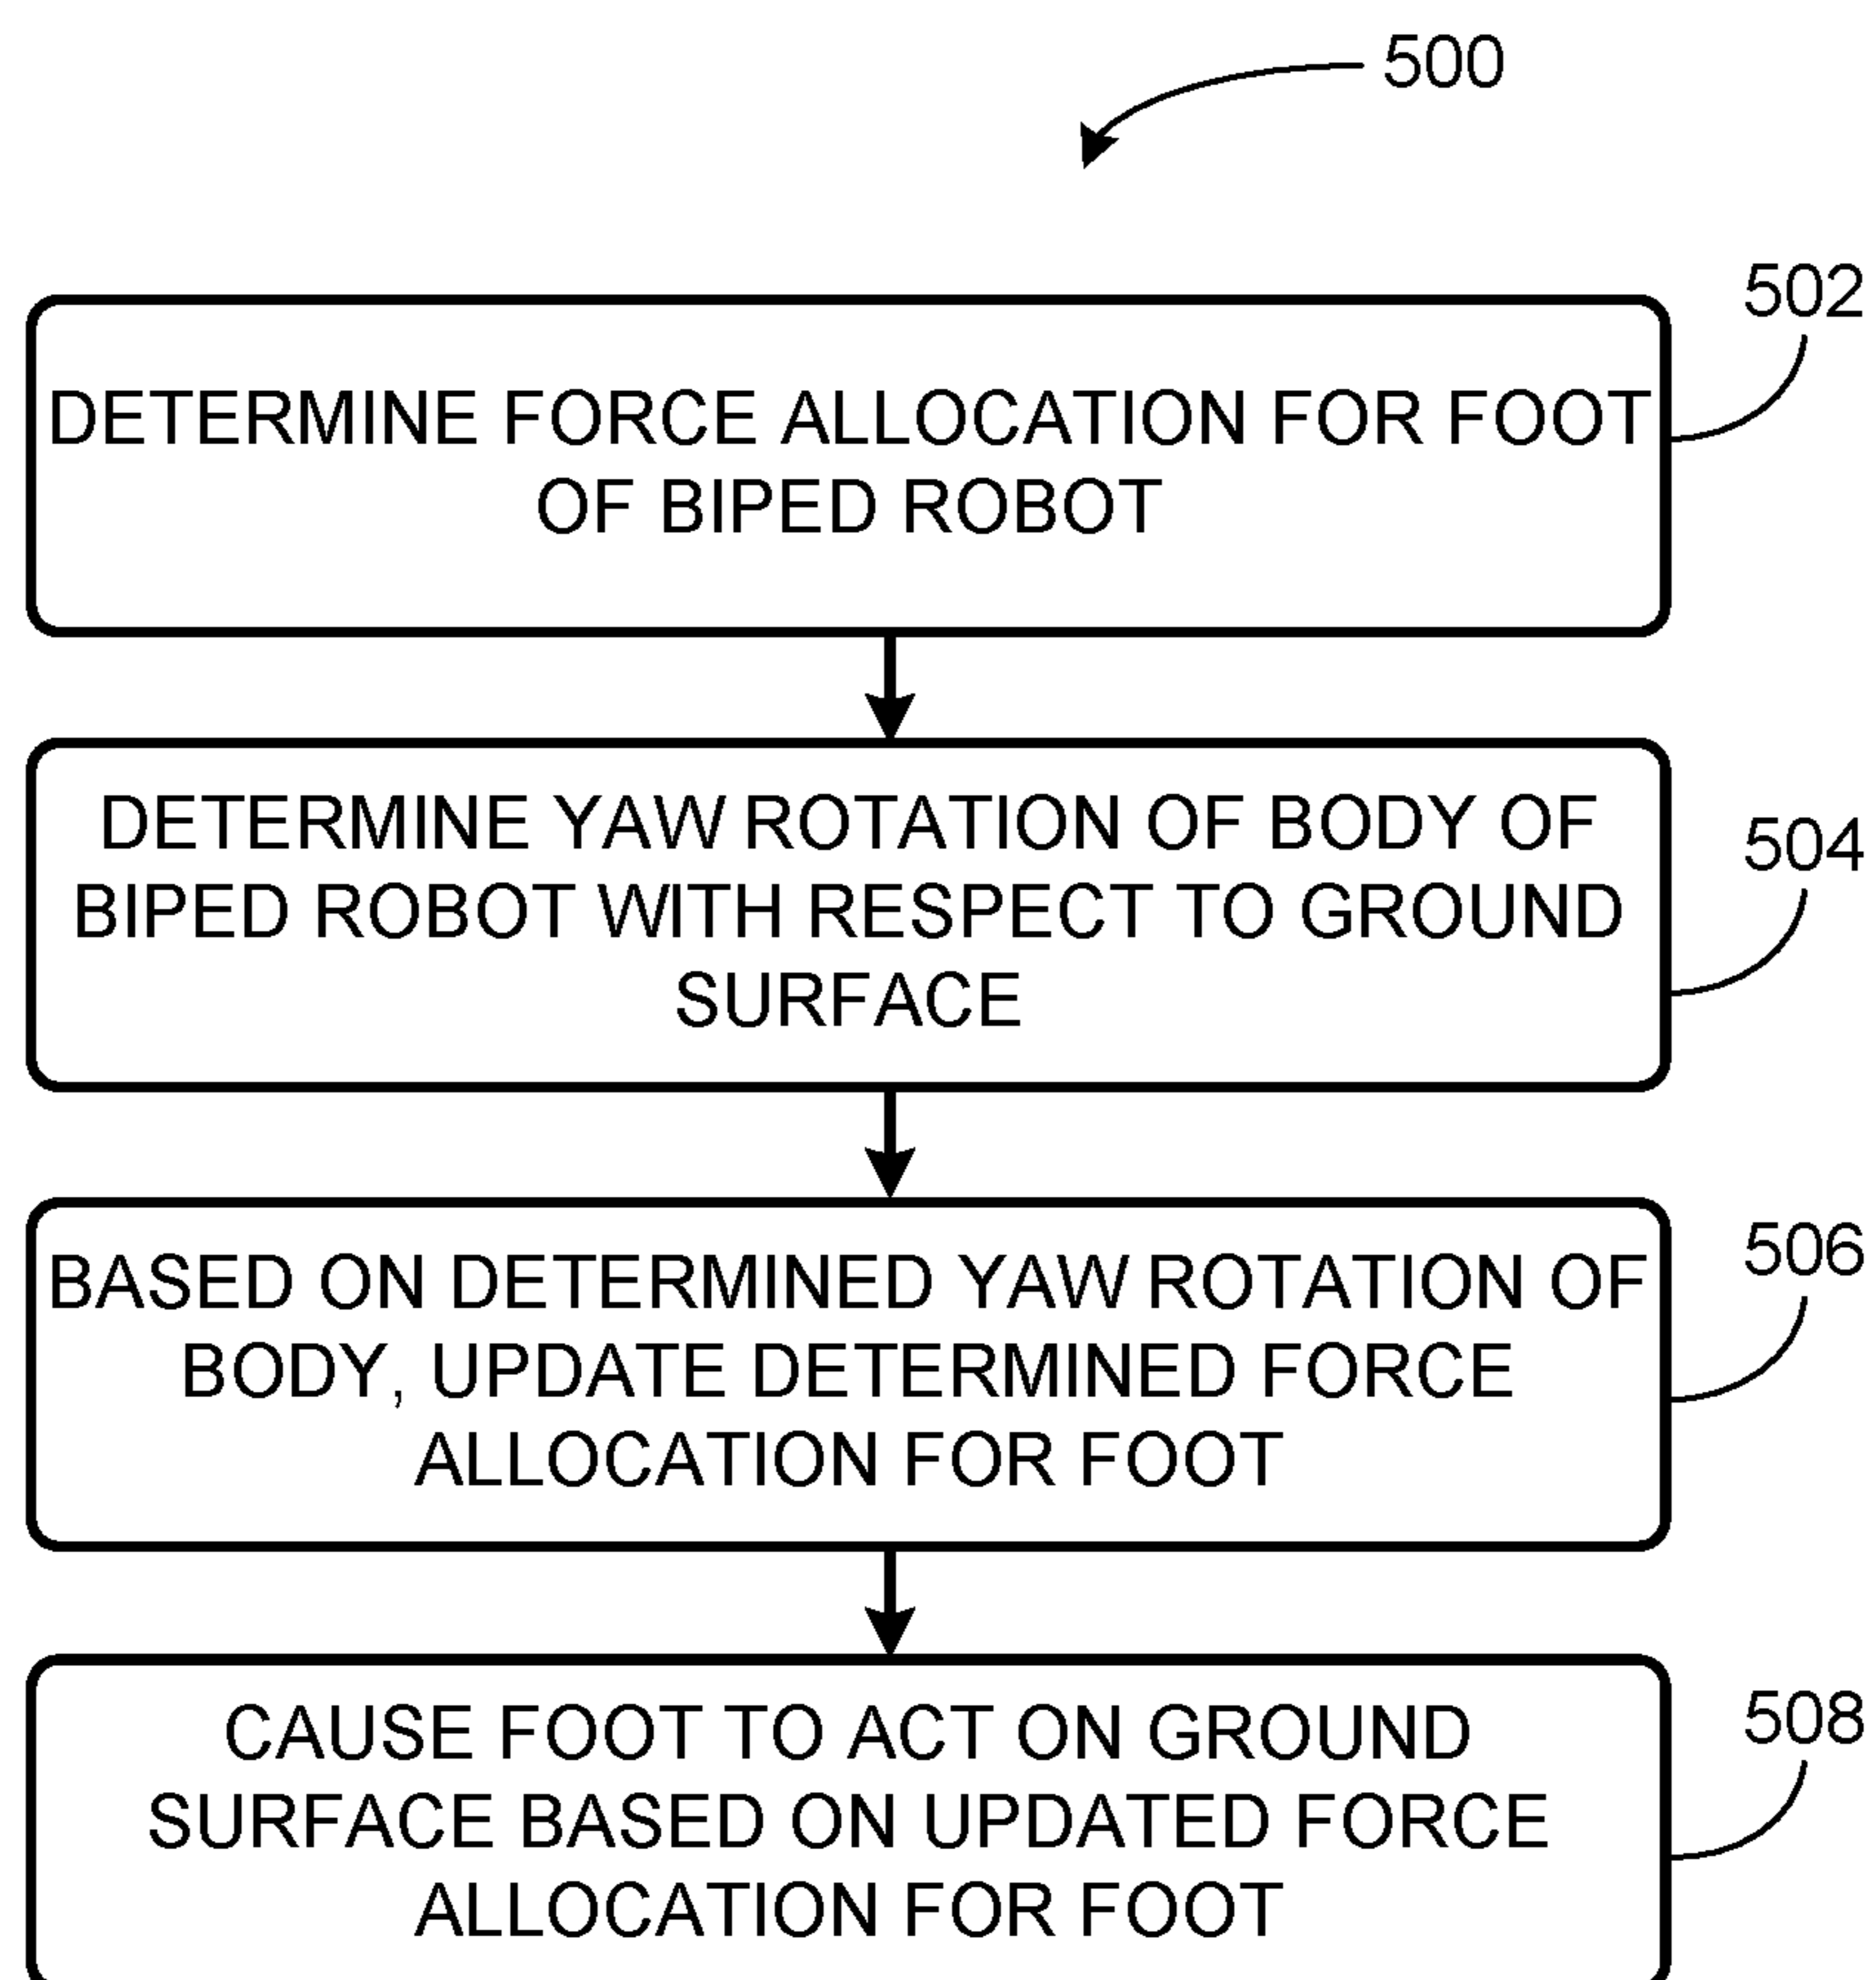 500
502
DETERMINE FORCE ALLOCATION FOR FOOT
OF BIPED ROBOT
504
DETERMINE YAW ROTATION OF BODY OF
BIPED ROBOT WITH RESPECT TO GROUND
SURFACE
506
BASED ON DETERMINED YAW ROTATION OF
BODY, UPDATE DETERMINED FORCE
ALLOCATION FOR FOOT
508
CAUSE FOOT TO ACT ON GROUND
SURFACE BASED ON UPDATED FORCE
ALLOCATION FOR FOOT